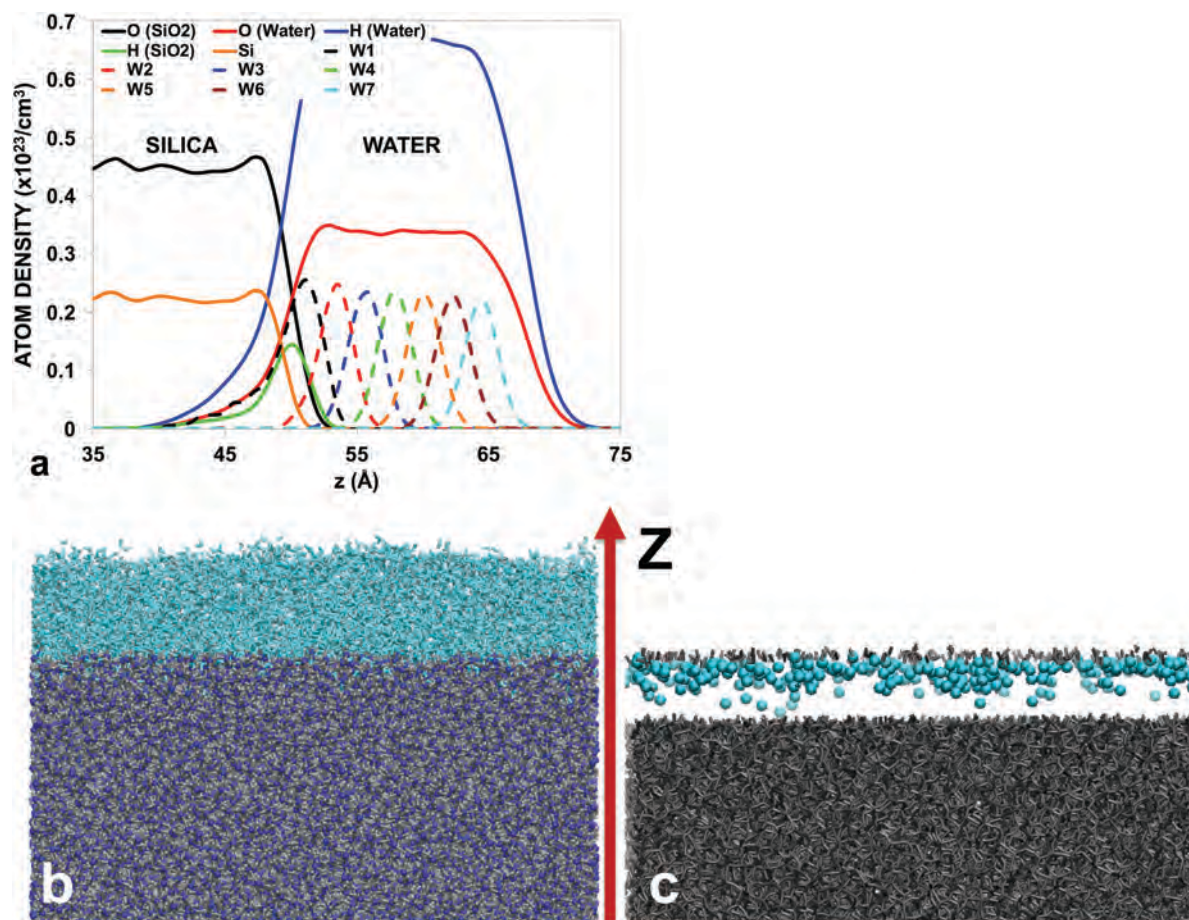 0.7
O (SiO2) O (Water) H (Water)
H (SiO2) Si W1
W2 W3 W4
W5 W6 W7
0.6
0.5
SILICA WATER
0.4
0.3
0.2
0.1
0
ATOM DENSITY (x10²³/cm³)
35 45 55 65 75
z (Å)
a
Z
b
c